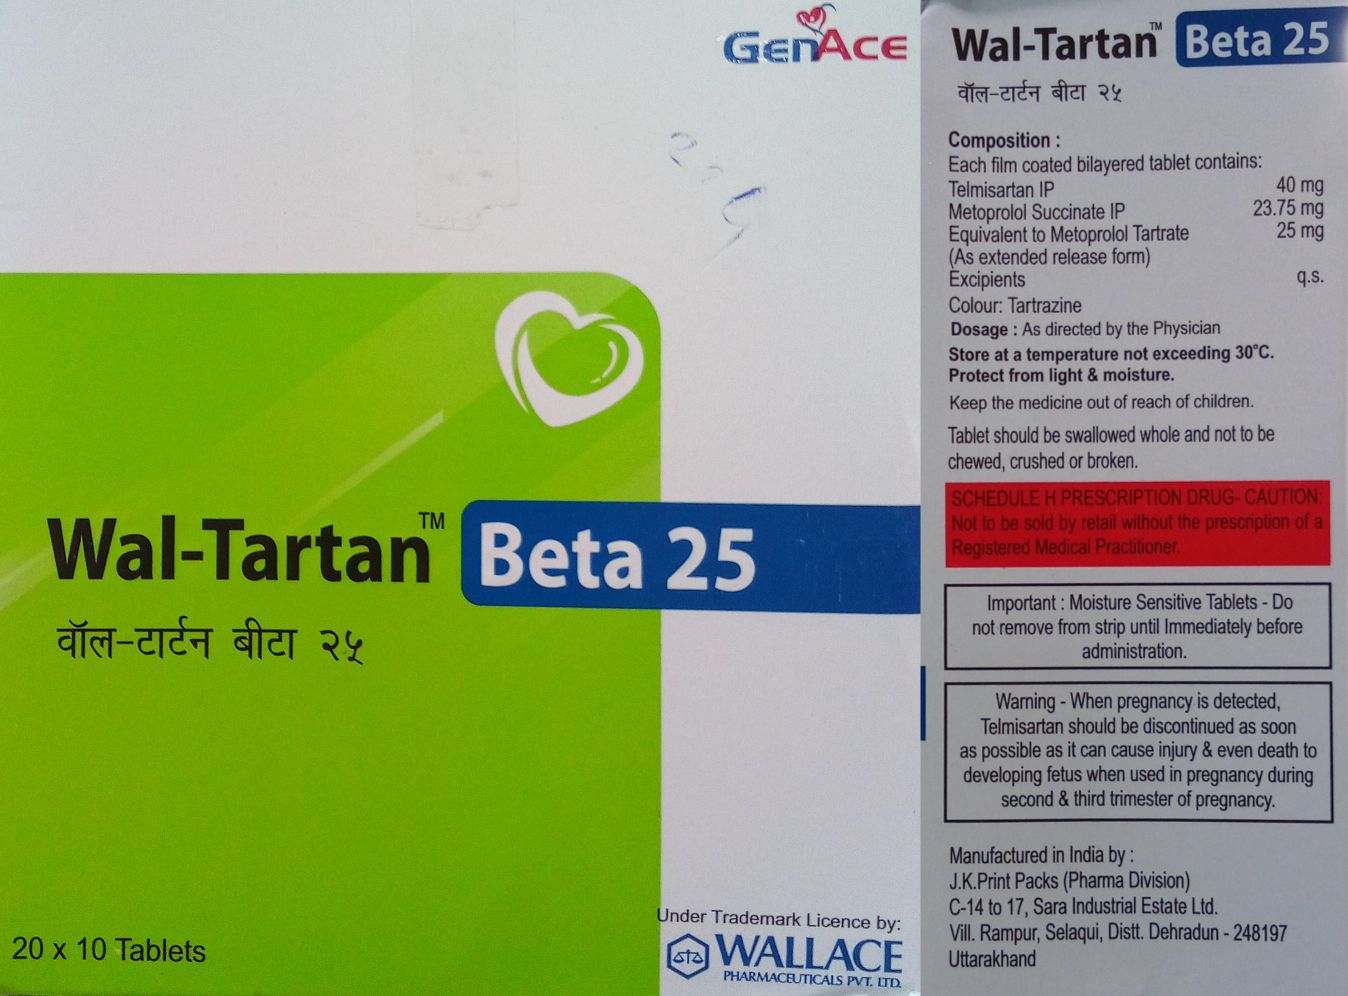 GENACE
225
Wal-Tartan™ Beta 25
वॉल-टार्टन बीटा २५
20 x 10 Tablets
Under Trademark Licence by:
WALLACE
PHARMACEUTICALS PVT. LTD.
Wal-Tartan™ Beta 25
वॉल-टार्टन बीटा २५
Composition :
Each film coated bilayered tablet contains:
Telmisartan IP 40 mg
Metoprolol Succinate IP 23.75 mg
Equivalent to Metoprolol Tartrate 25 mg
(As extended release form)
Excipients q.s.
Colour: Tartrazine
Dosage : As directed by the Physician
Store at a temperature not exceeding 30°C.
Protect from light & moisture.
Keep the medicine out of reach of children.
Tablet should be swallowed whole and not to be
chewed, crushed or broken.
SCHEDULE H PRESCRIPTION DRUG- CAUTION:
Not to be sold by retail without the prescription of a
Registered Medical Practitioner.
Important : Moisture Sensitive Tablets - Do
not remove from strip until Immediately before
administration.
Warning - When pregnancy is detected,
Telmisartan should be discontinued as soon
as possible as it can cause injury & even death to
developing fetus when used in pregnancy during
second & third trimester of pregnancy.
Manufactured in India by :
J.K.Print Packs (Pharma Division)
C-14 to 17, Sara Industrial Estate Ltd.
Vill. Rampur, Selaqui, Distt. Dehradun - 248197
Uttarakhand